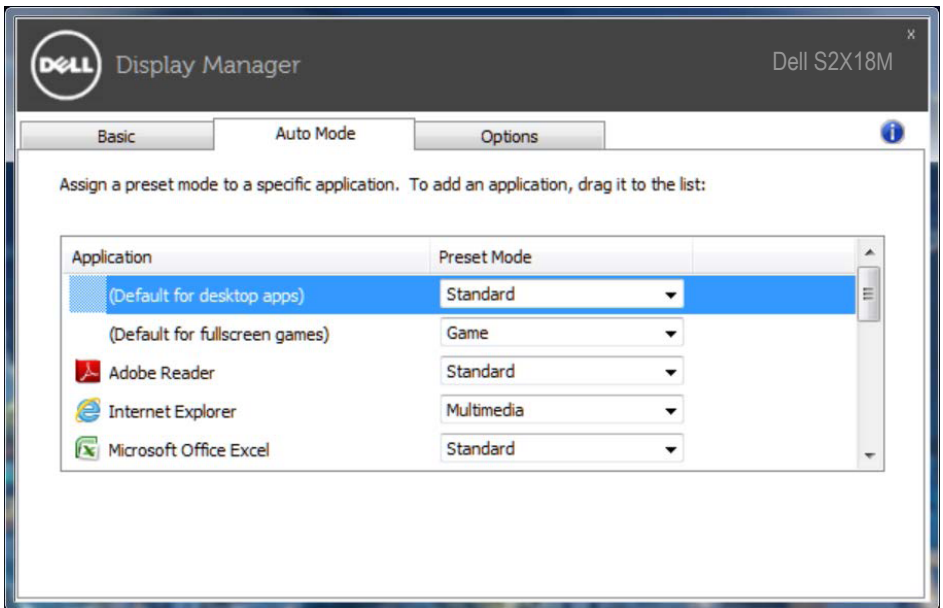 x
DELL Display Manager Dell S2X18M
Basic Auto Mode Options i
Assign a preset mode to a specific application. To add an application, drag it to the list:
Application Preset Mode
(Default for desktop apps) Standard
(Default for fullscreen games) Game
Adobe Reader Standard
Internet Explorer Multimedia
Microsoft Office Excel Standard